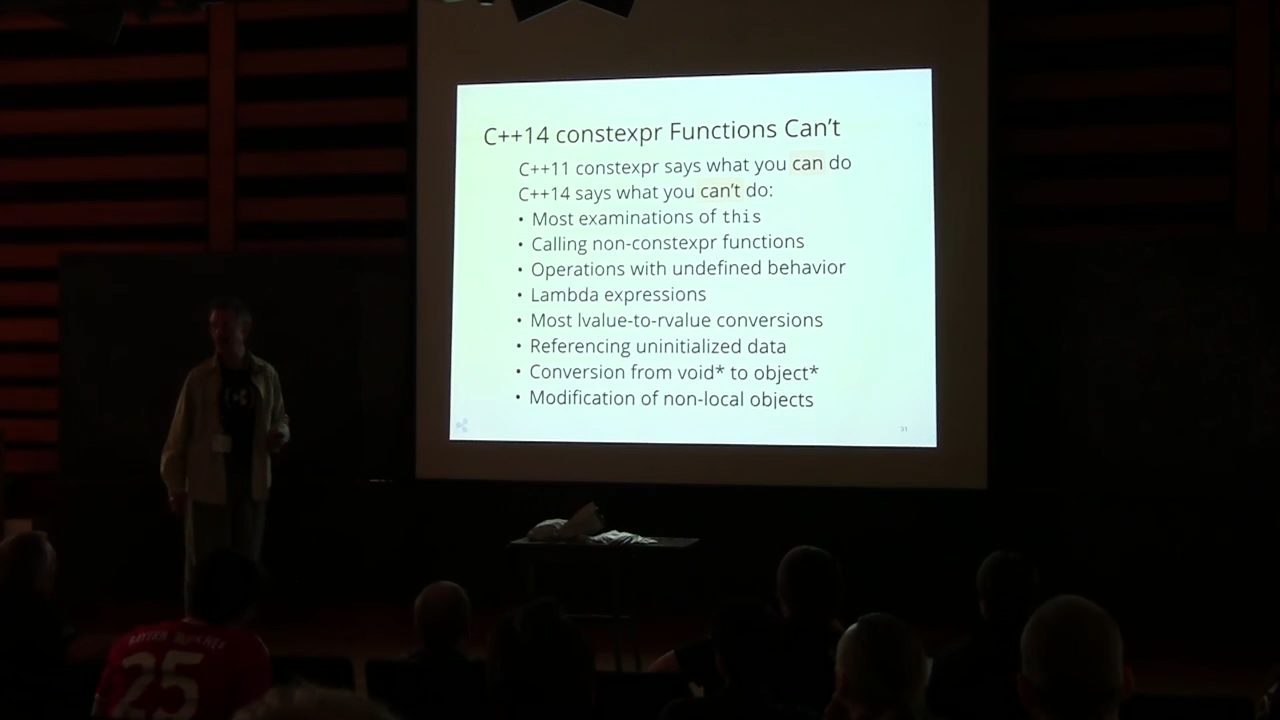 C++14 constexpr Functions Can't
C++11 constexpr says what you can do
C++14 says what you can't do:
• Most examinations of this
• Calling non-constexpr functions
• Operations with undefined behavior
• Lambda expressions
• Most lvalue-to-rvalue conversions
• Referencing uninitialized data
• Conversion from void* to object*
• Modification of non-local objects
31
25